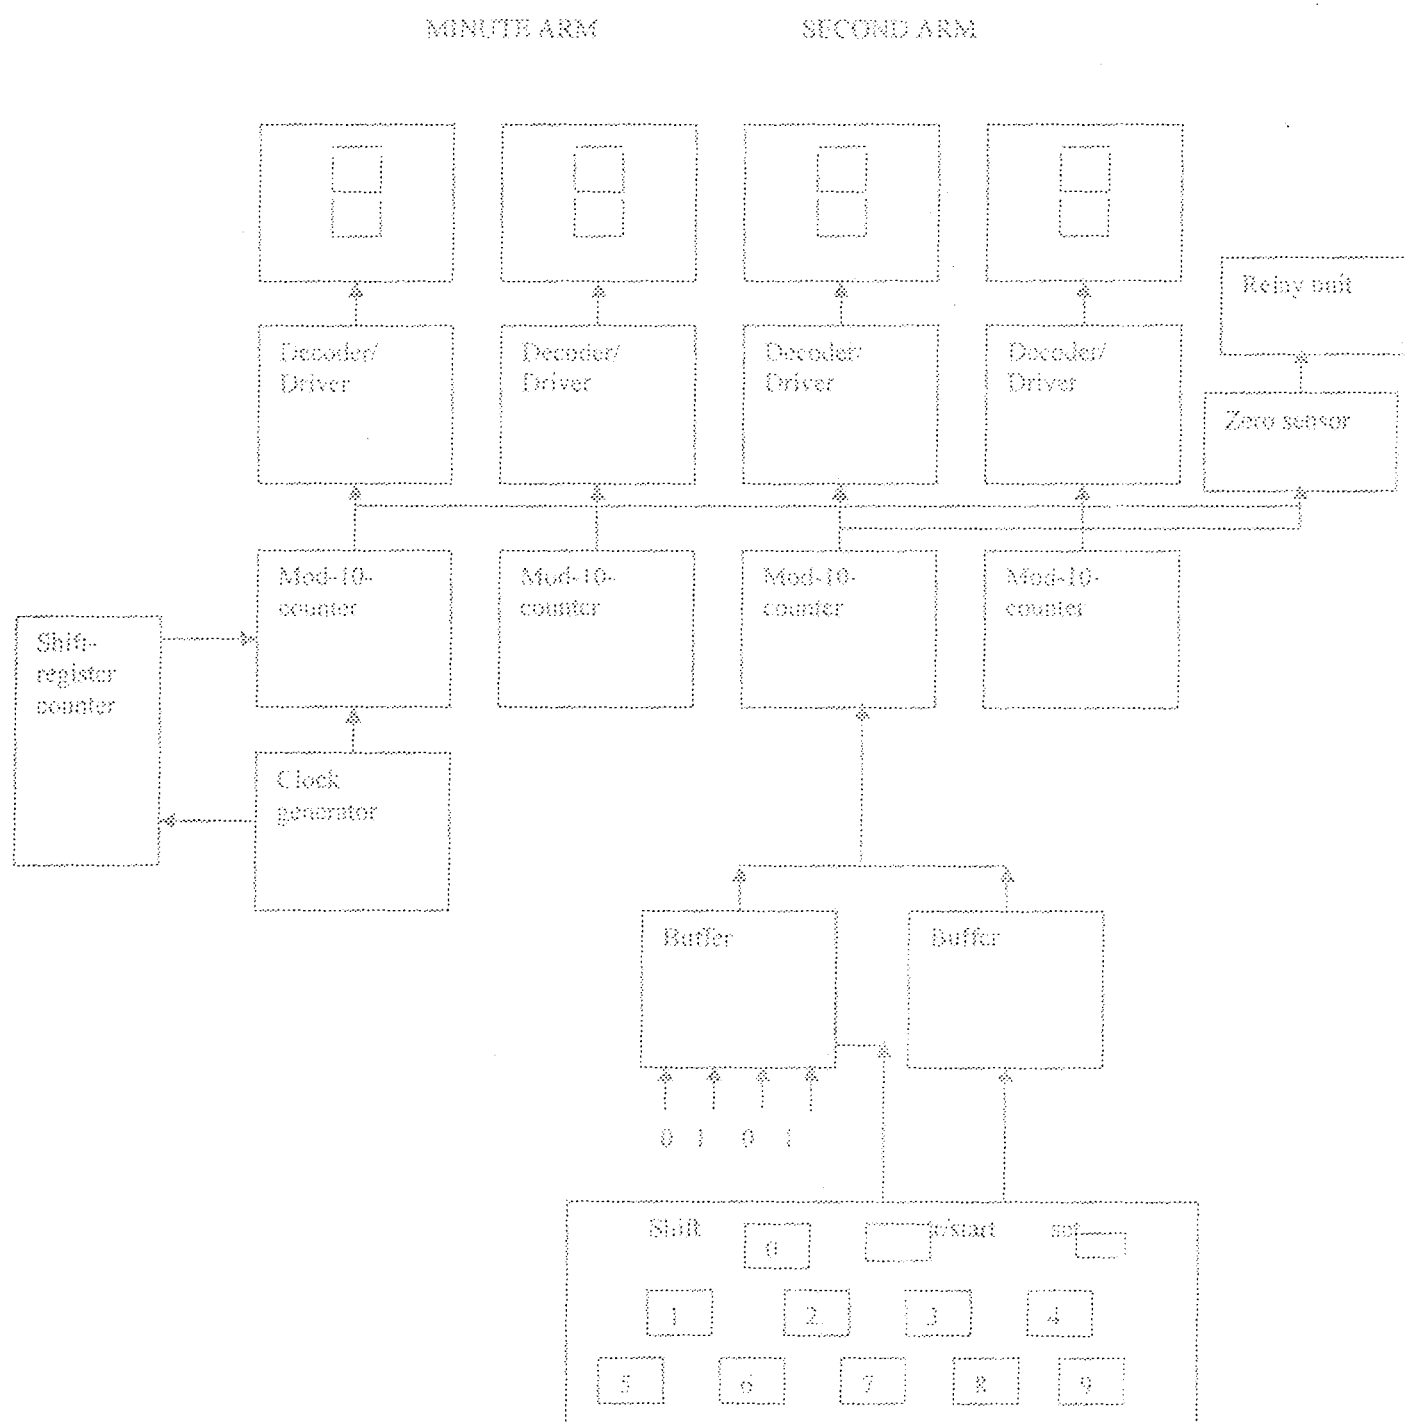 MINUTE ARM
SECOND ARM
Relay unit
Decoder/
Driver
Decoder/
Driver
Decoder/
Driver
Decoder/
Driver
Zero sensor
Mod-10-
counter
Mod-10-
counter
Mod-10-
counter
Mod-10-
counter
Shift-
register
counter
Clock
generator
Buffer
Buffer
0 1 0 1
Shift
0
/start
set
1 2 3 4
5 6 7 8 9